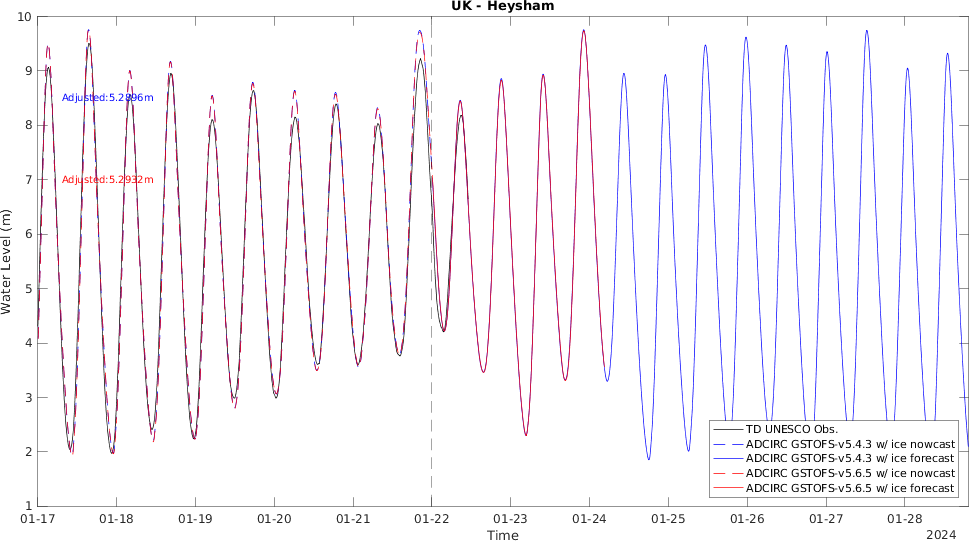 UK - Heysham
10
9
8
7
6
5
4
3
2
1
Water Level (m)
Adjusted:5.2896m
Adjusted:5.2932m
TD UNESCO Obs.
ADCIRC GSTOFS-v5.4.3 w/ ice nowcast
ADCIRC GSTOFS-v5.4.3 w/ ice forecast
ADCIRC GSTOFS-v5.6.5 w/ ice nowcast
ADCIRC GSTOFS-v5.6.5 w/ ice forecast
01-17 01-18 01-19 01-20 01-21 01-22 01-23 01-24 01-25 01-26 01-27 01-28
Time
2024